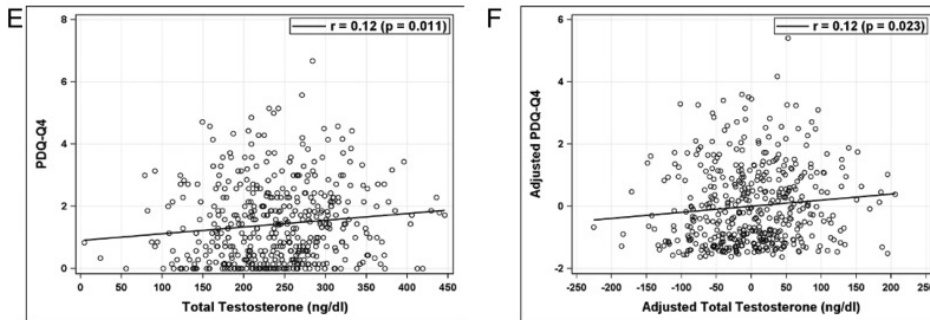 E
r = 0.12 (p = 0.011)
PDQ-Q4
8
6
4
2
0
0 50 100 150 200 250 300 350 400 450
Total Testosterone (ng/dl)
F
r = 0.12 (p = 0.023)
Adjusted PDQ-Q4
6
4
2
0
-2
-250 -200 -150 -100 -50 0 50 100 150 200 250
Adjusted Total Testosterone (ng/dl)